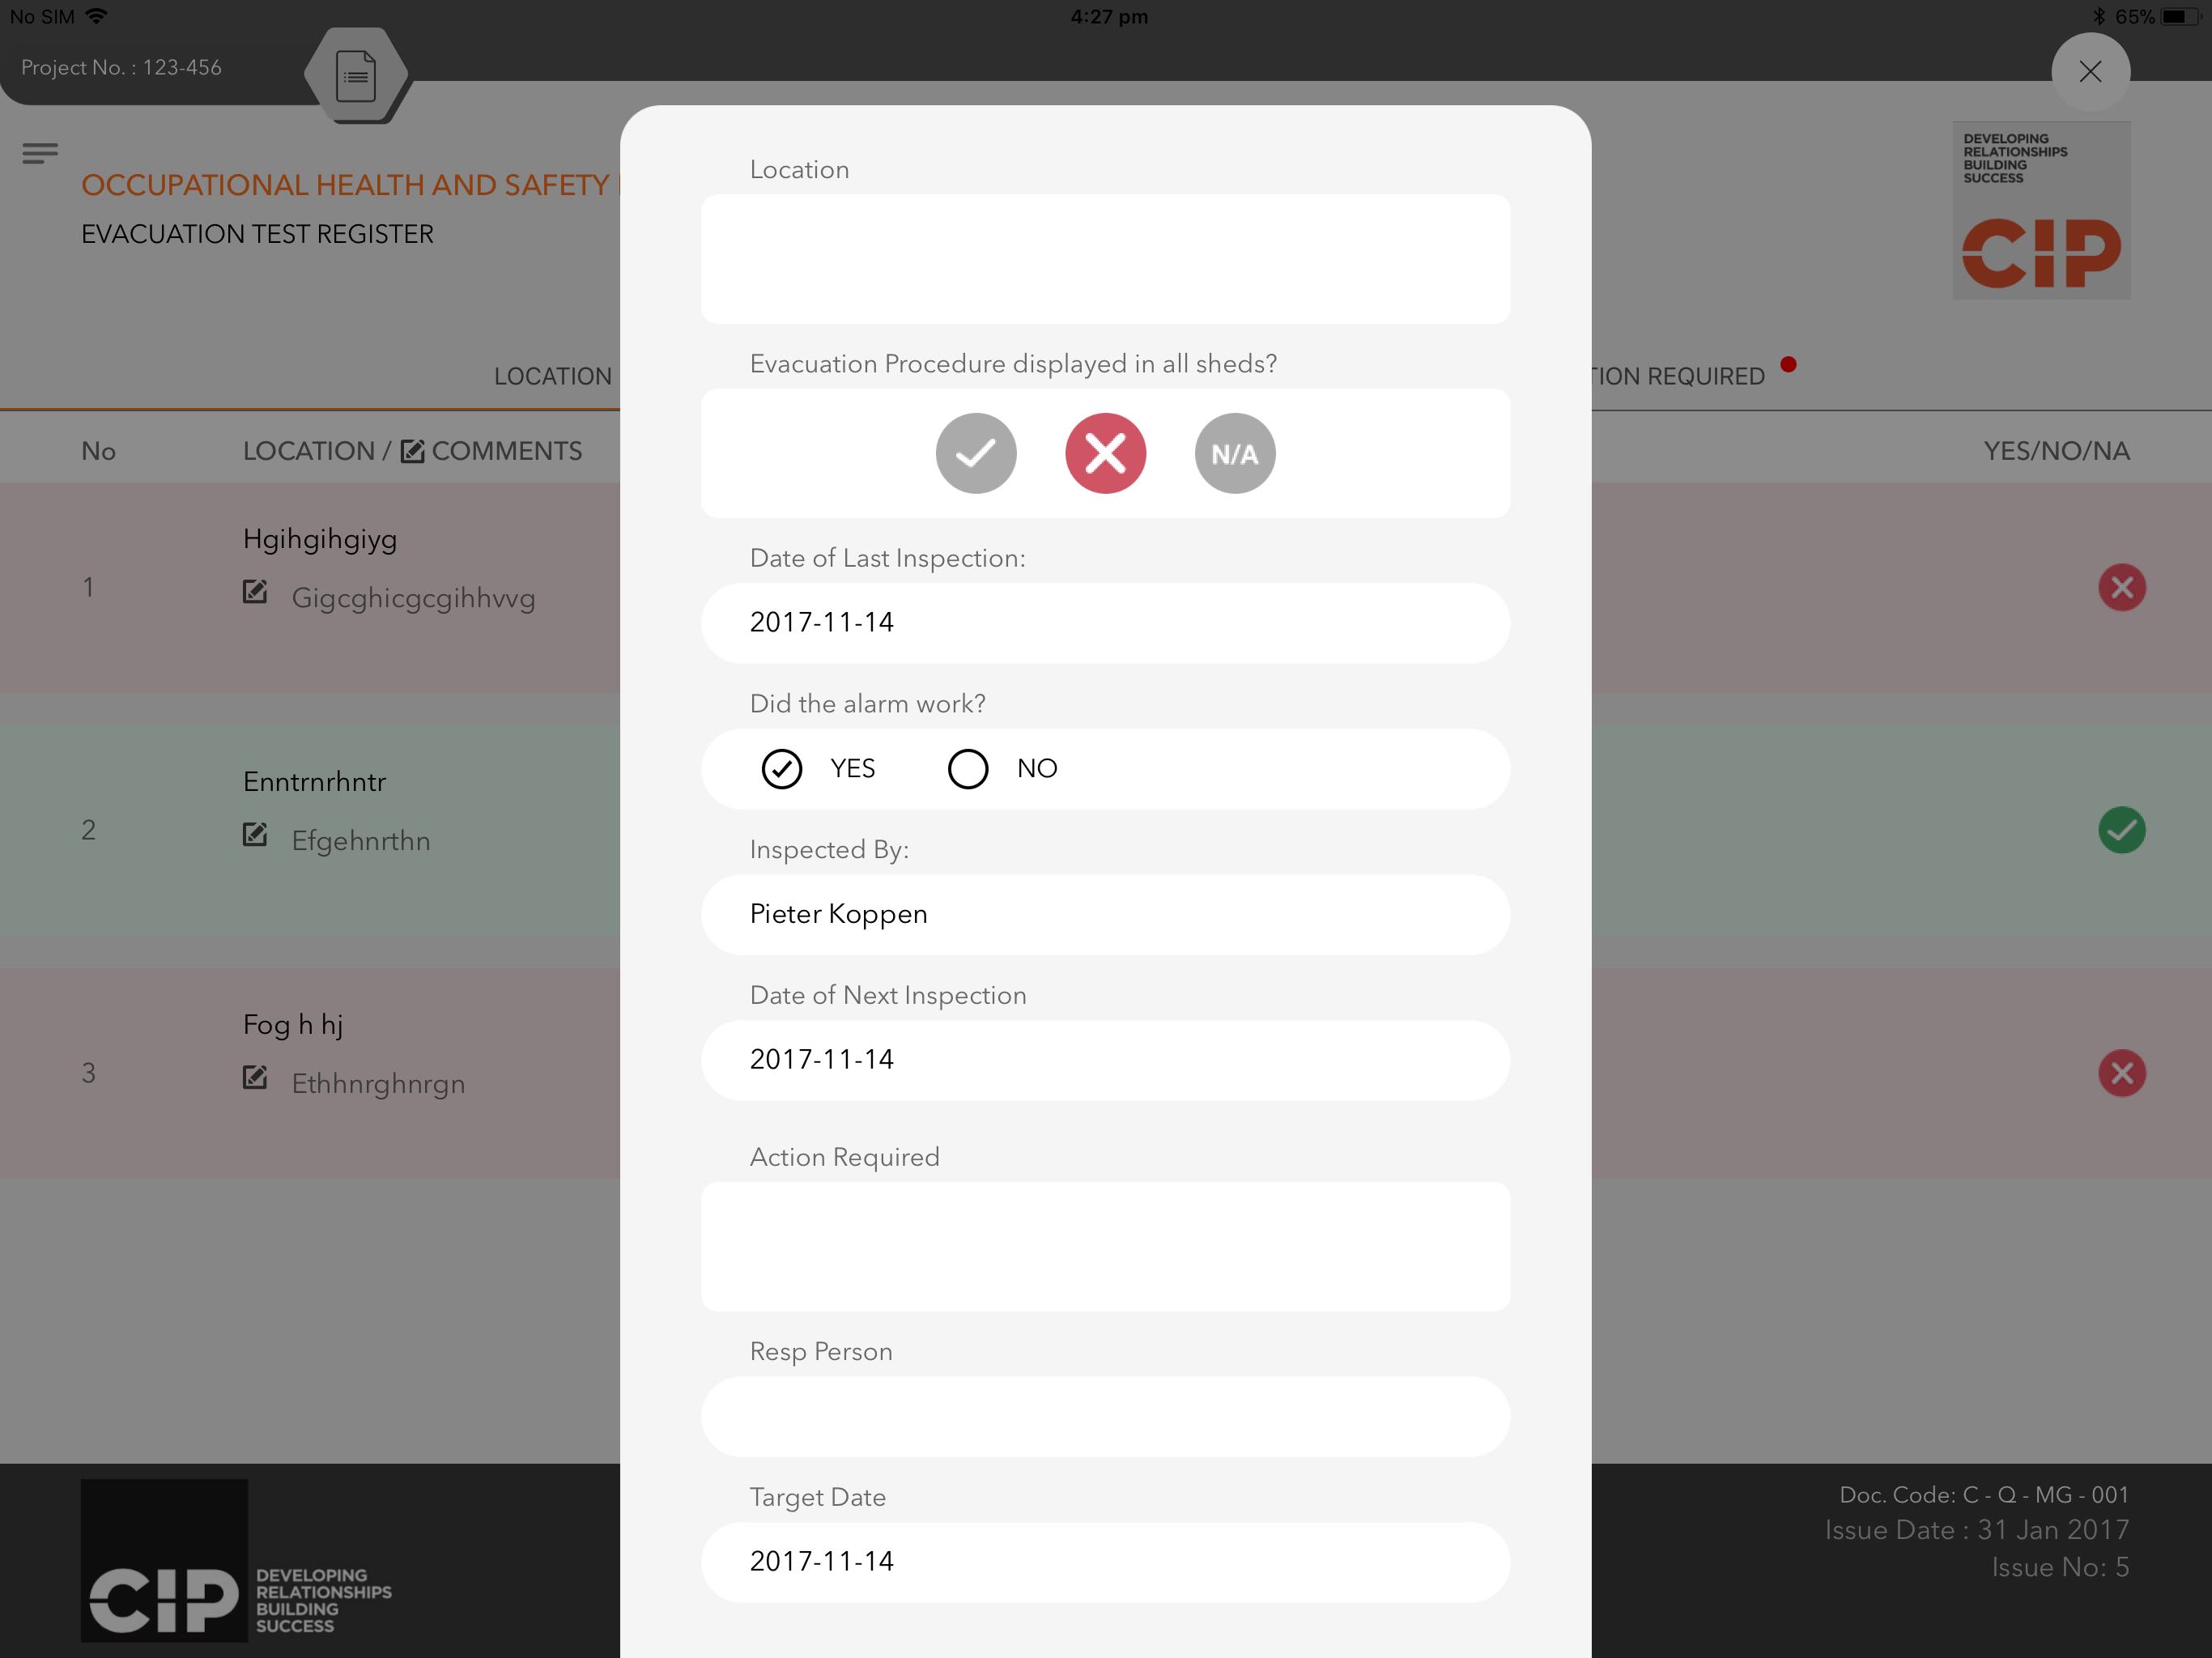 No SIM
4:27 pm
65%
Project No. : 123-456
OCCUPATIONAL HEALTH AND SAFETY
EVACUATION TEST REGISTER
DEVELOPING
RELATIONSHIPS
BUILDING
SUCCESS
CIP
LOCATION
TION REQUIRED
No
LOCATION / COMMENTS
YES/NO/NA
1
Hgihgihgiyg
Gigcghicgcgihhvvg
2
Enntrnrhntr
Efgehnrthn
3
Fog h hj
Ethhnrghnrgn
Location
Evacuation Procedure displayed in all sheds?
N/A
Date of Last Inspection:
2017-11-14
Did the alarm work?
YES NO
Inspected By:
Pieter Koppen
Date of Next Inspection
2017-11-14
Action Required
Resp Person
Target Date
2017-11-14
CIP
DEVELOPING
RELATIONSHIPS
BUILDING
SUCCESS
Doc. Code: C - Q - MG - 001
Issue Date : 31 Jan 2017
Issue No: 5